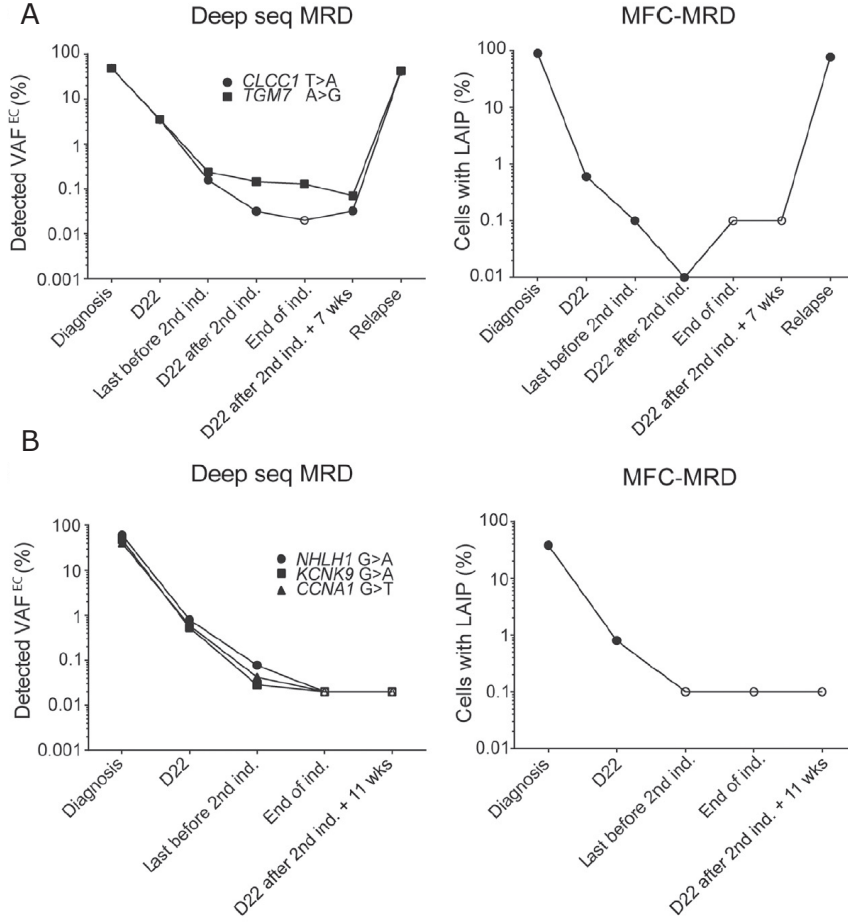 A
Deep seq MRD
MFC-MRD
Detected VAF EC (%)
100
10
1
0.1
0.01
0.001
CLCC1 T>A
TGM7 A>G
Diagnosis
D22
Last before 2nd ind.
D22 after 2nd ind.
End of ind.
D22 after 2nd ind. + 7 wks
Relapse
Cells with LAIP (%)
100
10
1
0.1
0.01
Diagnosis
D22
Last before 2nd ind.
D22 after 2nd ind.
End of ind.
D22 after 2nd ind. + 7 wks
Relapse
B
Deep seq MRD
MFC-MRD
Detected VAF EC (%)
100
10
1
0.1
0.01
0.001
NHLH1 G>A
KCNK9 G>A
CCNA1 G>T
Diagnosis
D22
Last before 2nd ind.
End of ind.
D22 after 2nd ind. + 11 wks
Cells with LAIP (%)
100
10
1
0.1
0.01
Diagnosis
D22
Last before 2nd ind.
End of ind.
D22 after 2nd ind. + 11 wks